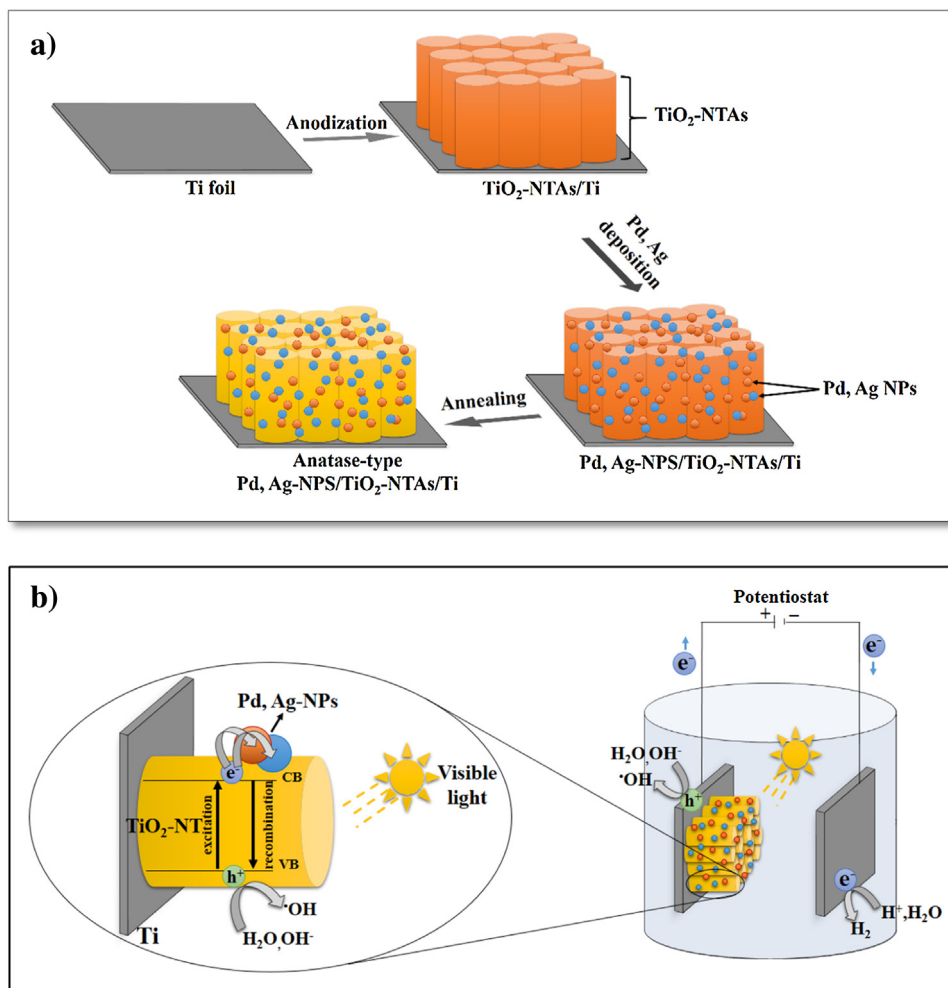 a)
Anodization
TiO₂-NTAs
Ti foil
TiO₂-NTAs/Ti
Pd, Ag
deposition
Pd, Ag NPs
Annealing
Anatase-type
Pd, Ag-NPS/TiO₂-NTAs/Ti
Pd, Ag-NPS/TiO₂-NTAs/Ti
b)
Potentiostat
+ −
e⁻
e⁻
Pd, Ag-NPs
e⁻
CB
Visible
light
TiO₂-NT
excitation
recombination
VB
h⁺
•OH
H₂O,OH⁻
Ti
H₂O,OH⁻
•OH
h⁺
e⁻
H⁺,H₂O
H₂